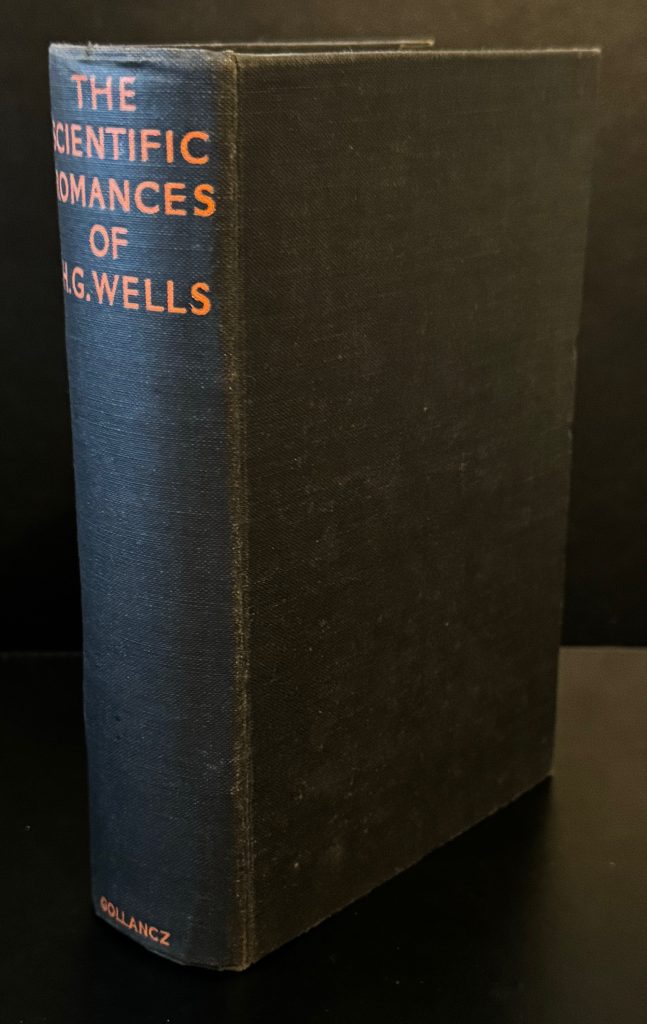 THE
SCIENTIFIC
ROMANCES
OF
H.G. WELLS
GOLLANCZ